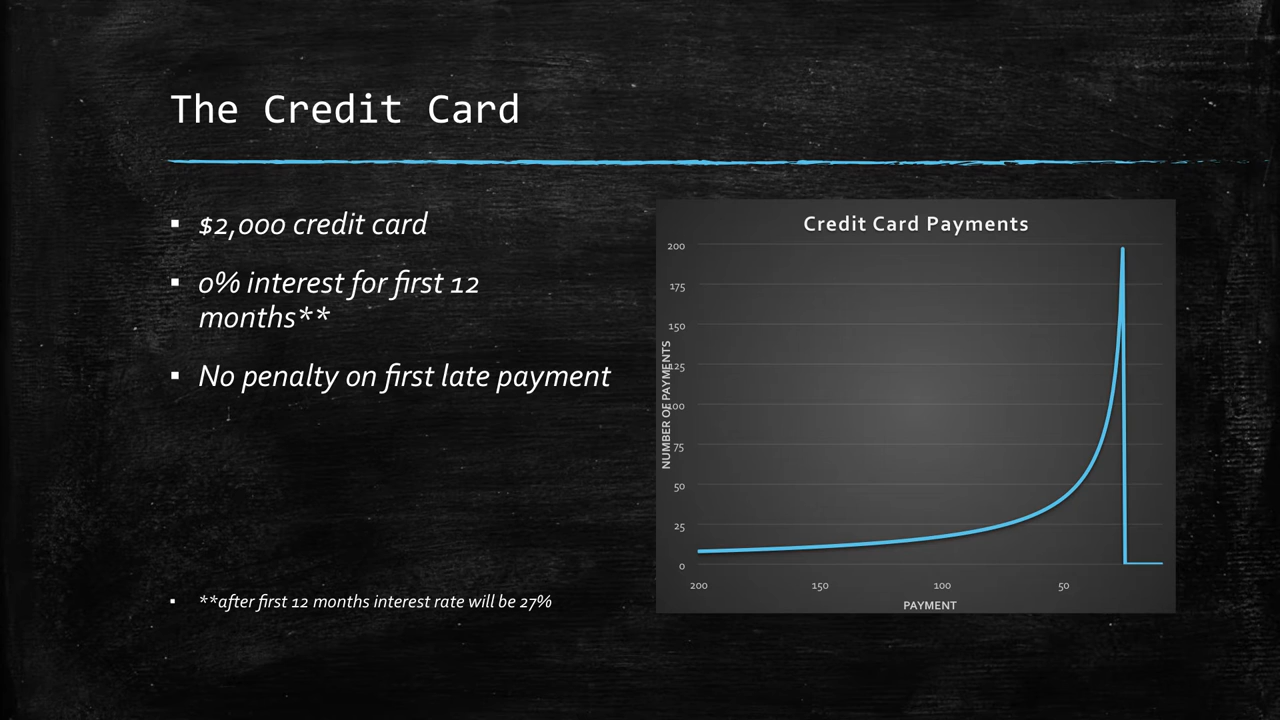 The Credit Card
▪ $2,000 credit card
▪ 0% interest for first 12
months**
▪ No penalty on first late payment
▪ **after first 12 months interest rate will be 27%
Credit Card Payments
NUMBER OF PAYMENTS
200
175
150
125
100
75
50
25
0
200 150 100 50
PAYMENT